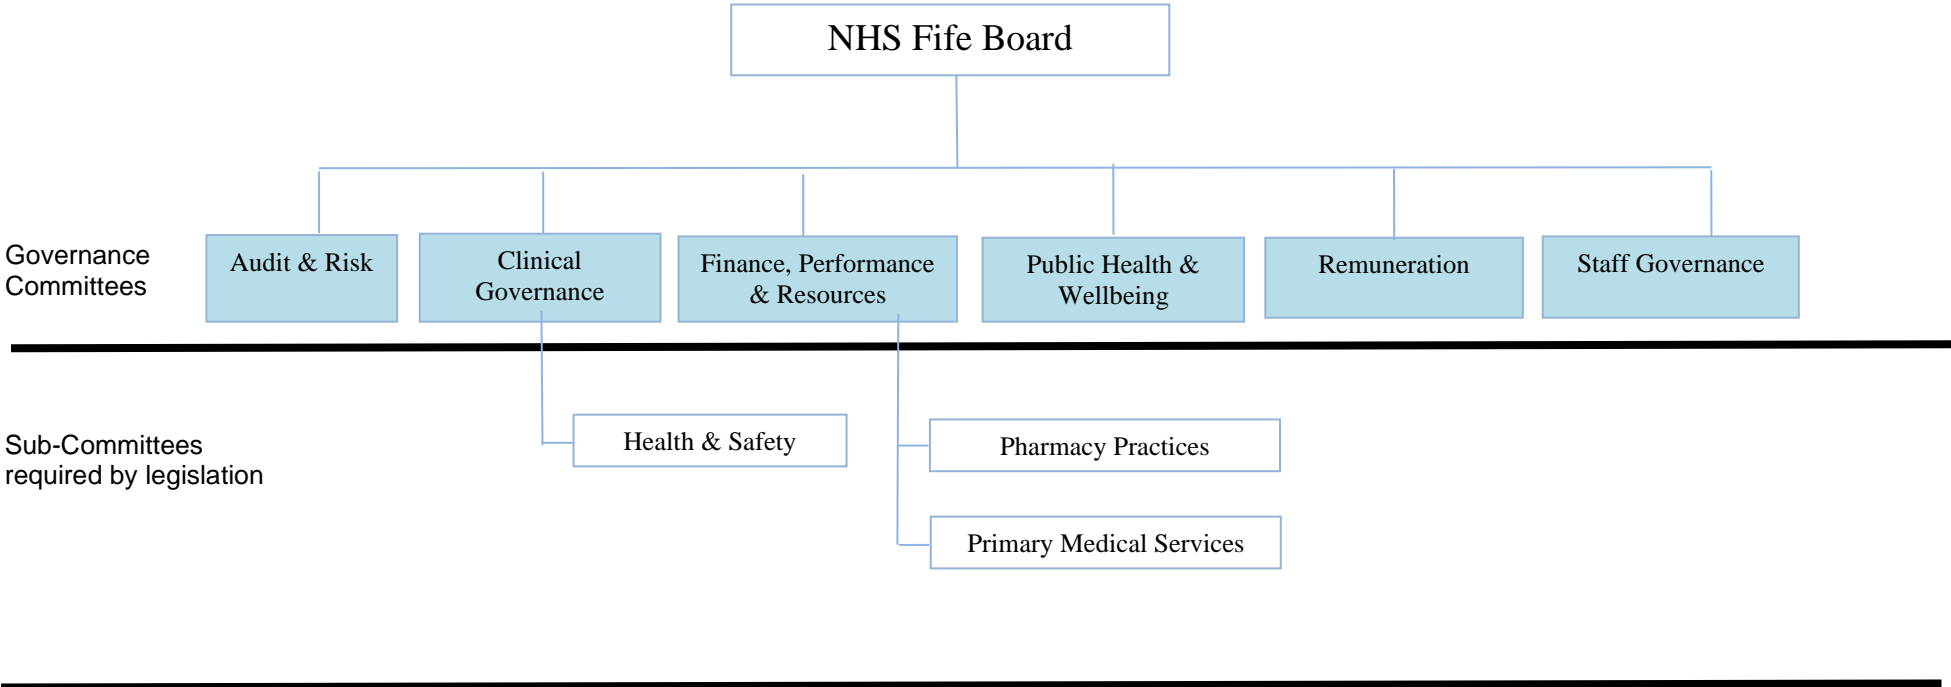 NHS Fife Board
Governance
Committees
Audit & Risk
Clinical
Governance
Finance, Performance
& Resources
Public Health &
Wellbeing
Remuneration
Staff Governance
Sub-Committees
required by legislation
Health & Safety
Pharmacy Practices
Primary Medical Services